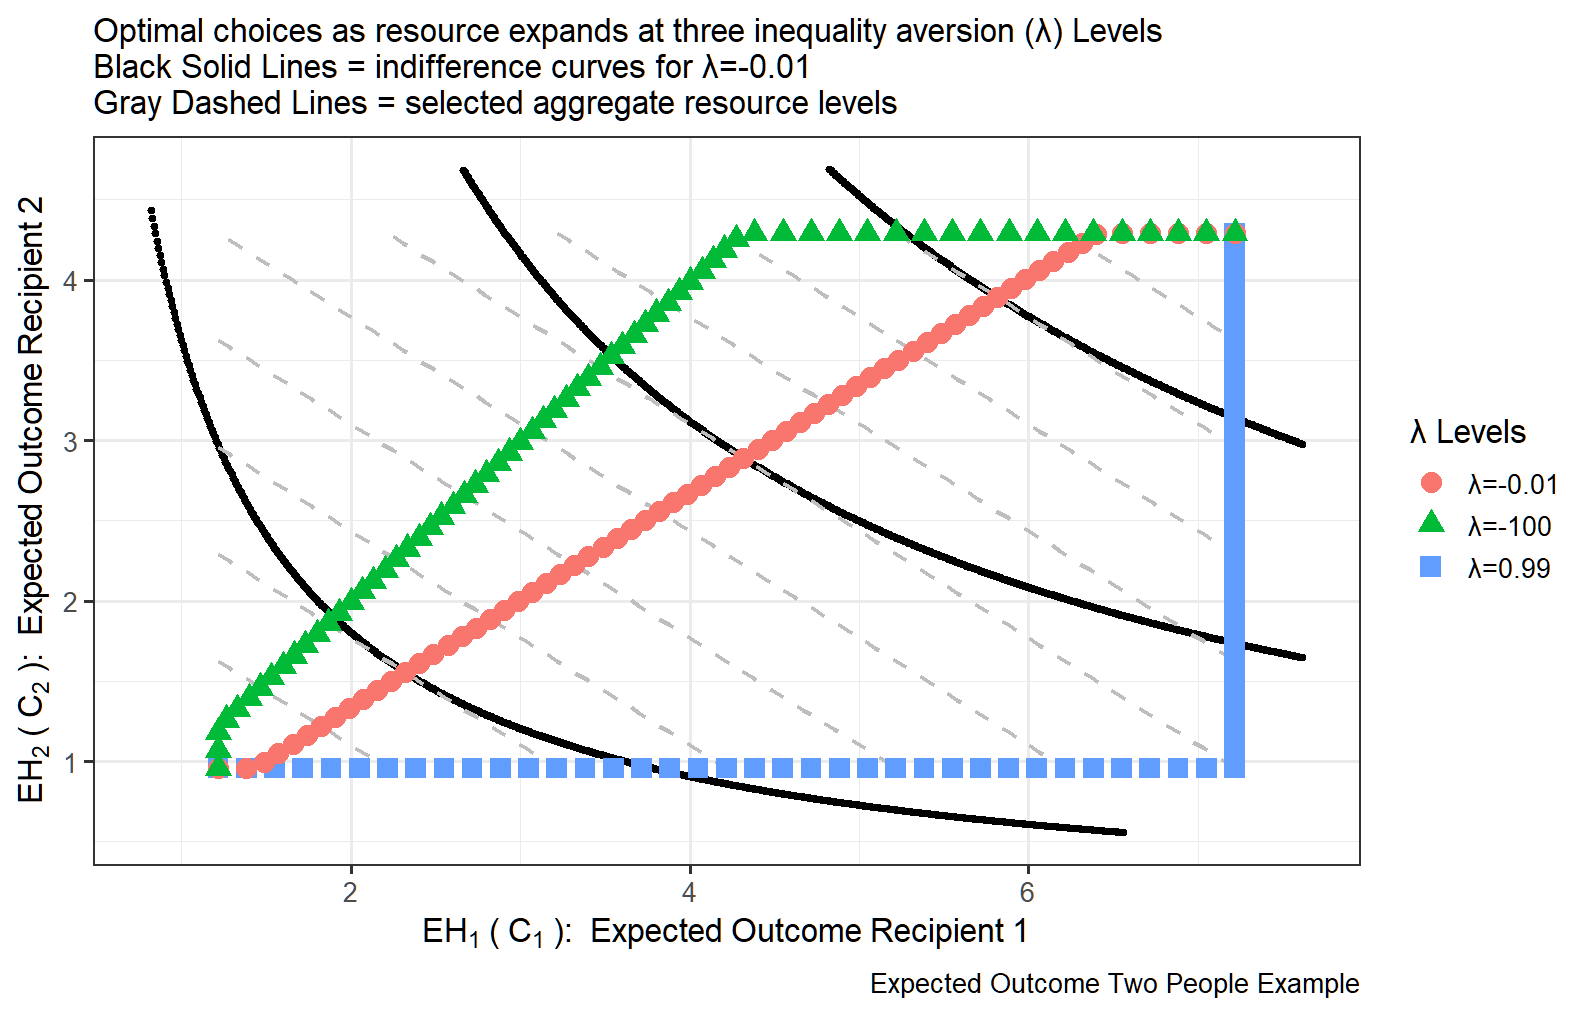 Optimal choices as resource expands at three inequality aversion (λ) Levels
Black Solid Lines = indifference curves for λ=-0.01
Gray Dashed Lines = selected aggregate resource levels
EH₂ ( C₂ ):  Expected Outcome Recipient 2
4
3
2
1
2
4
6
EH₁ ( C₁ ):  Expected Outcome Recipient 1
λ Levels
λ=-0.01
λ=-100
λ=0.99
Expected Outcome Two People Example